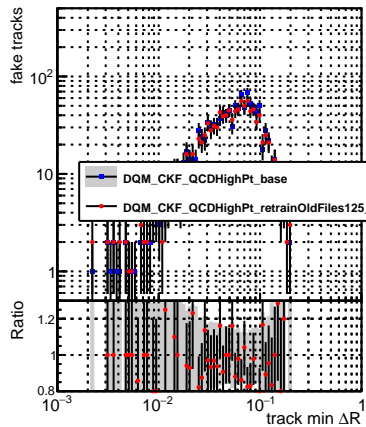 fake tracks
10²
10
1
DQM_CKF_QCDHighPt_base
DQM_CKF_QCDHighPt_retrainOldFiles125_
Ratio
1.2
1
0.8
10⁻³ 10⁻² 10⁻¹ 1
track min ΔR